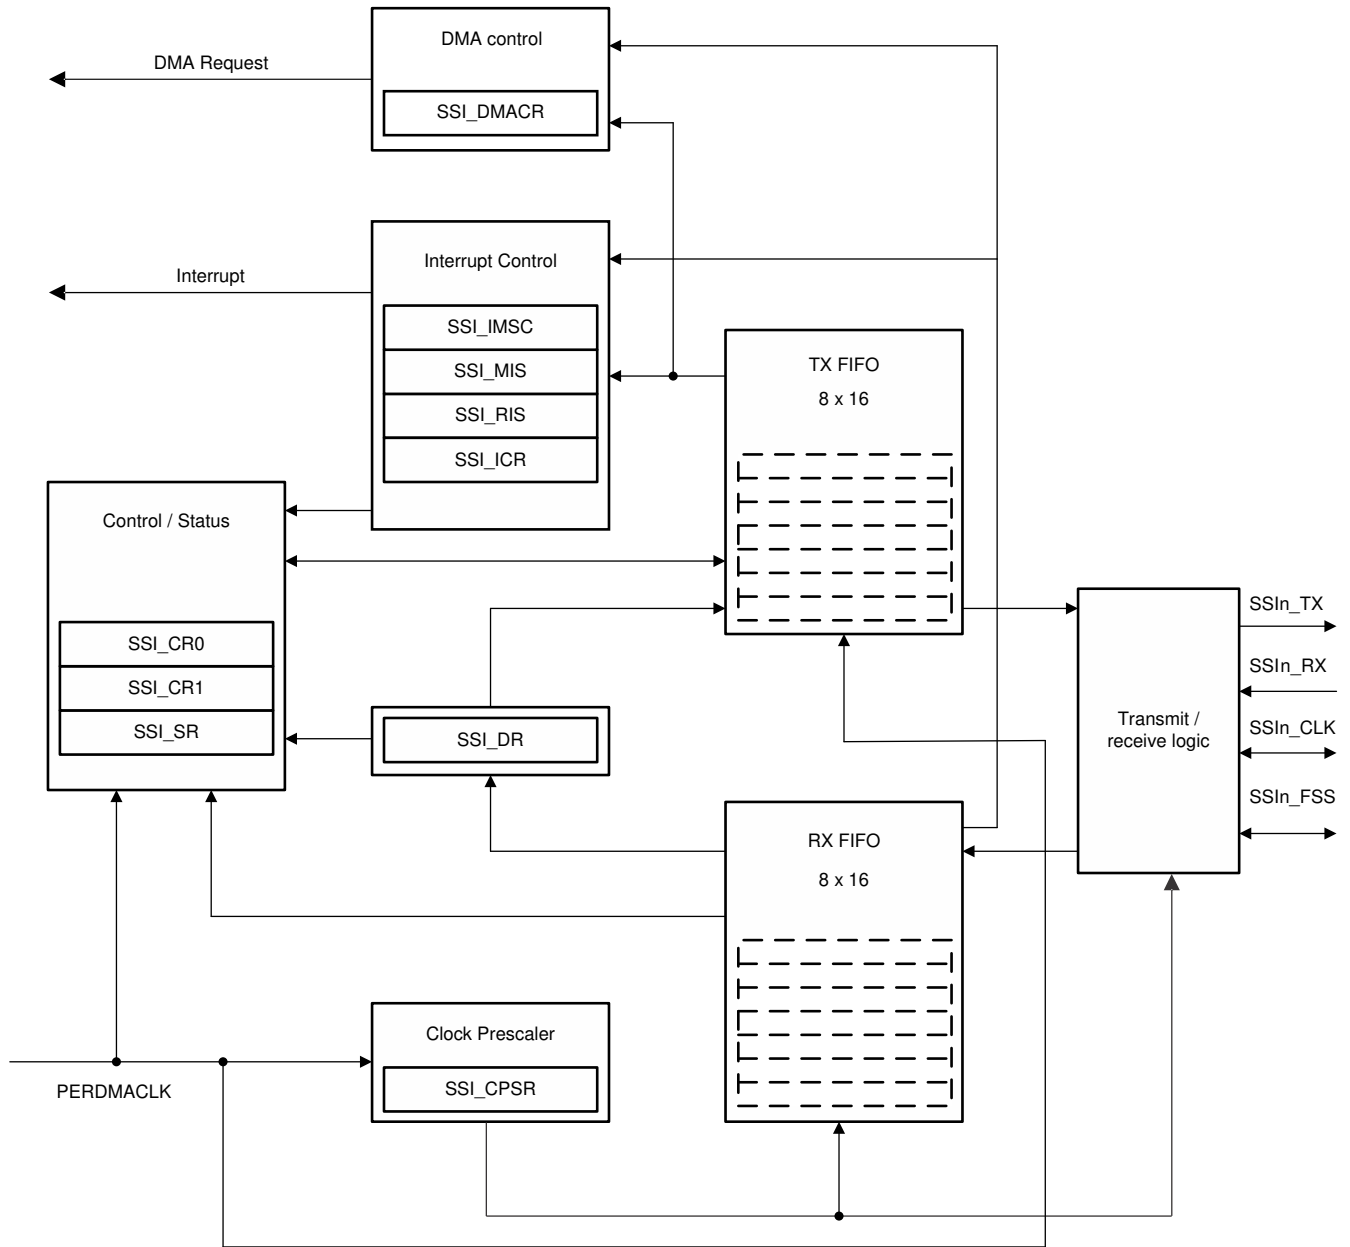 DMA control
DMA Request
SSI_DMACR
Interrupt Control
Interrupt
SSI_IMSC
SSI_MIS
SSI_RIS
SSI_ICR
TX FIFO
8 x 16
Control / Status
SSI_CR0
SSI_CR1
SSI_SR
SSI_DR
SSIn_TX
SSIn_RX
SSIn_CLK
SSIn_FSS
Transmit /
receive logic
RX FIFO
8 x 16
Clock Prescaler
SSI_CPSR
PERDMACLK